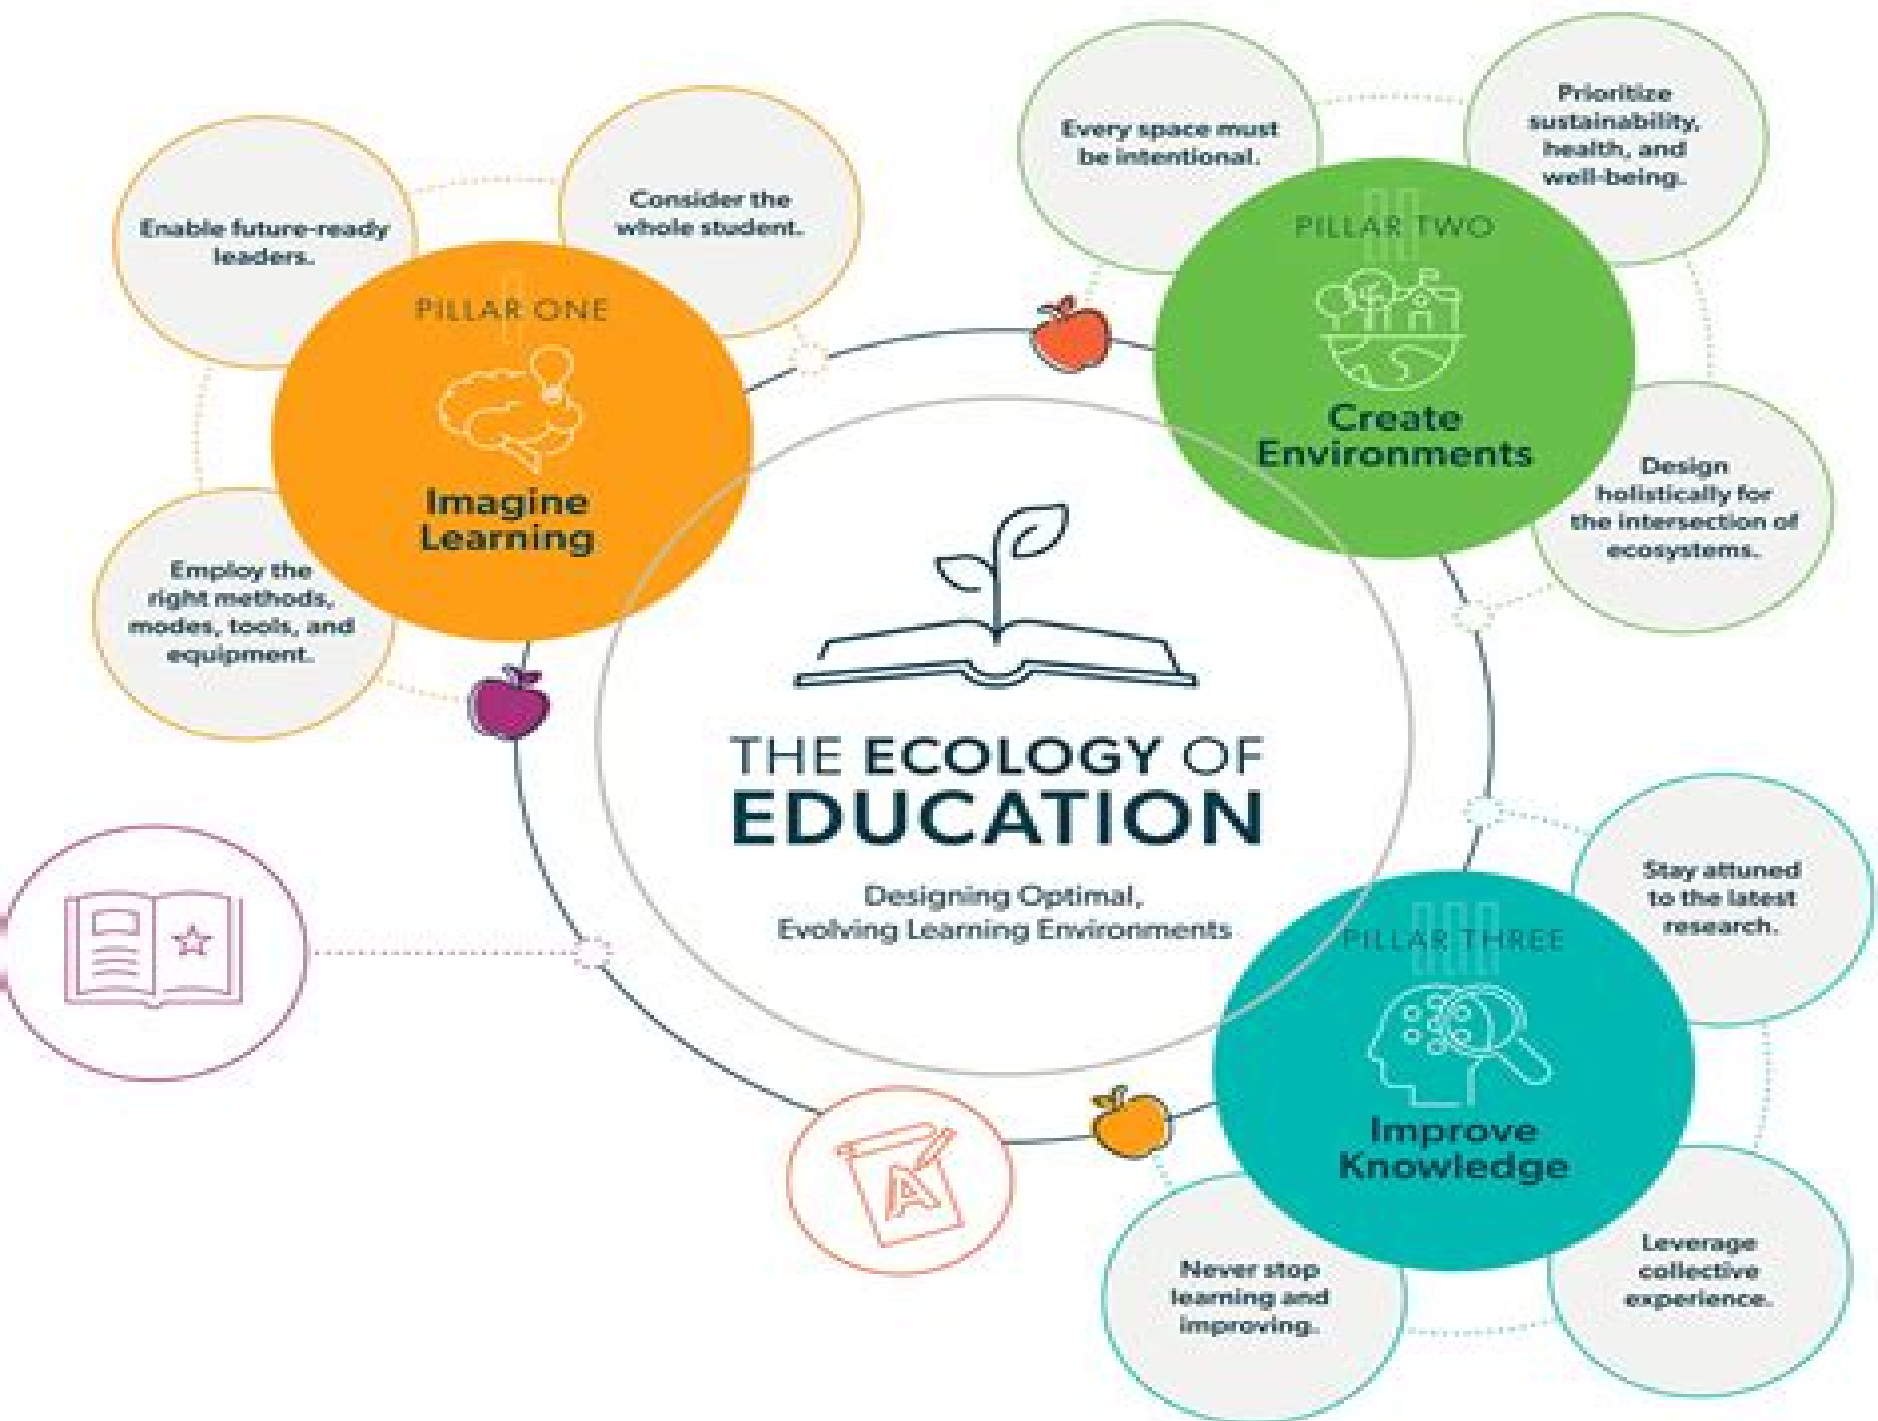 Enable future-ready
leaders.
Consider the
whole student.
PILLAR ONE
Imagine
Learning
Employ the
right methods,
modes, tools, and
equipment.
Every space must
be intentional.
Prioritize
sustainability,
health, and
well-being.
PILLAR TWO
Create
Environments
Design
holistically for
the intersection of
ecosystems.
THE ECOLOGY OF
EDUCATION
Designing Optimal,
Evolving Learning Environments
Stay attuned
to the latest
research.
PILLAR THREE
Improve
Knowledge
Leverage
collective
experience.
Never stop
learning and
improving.
A